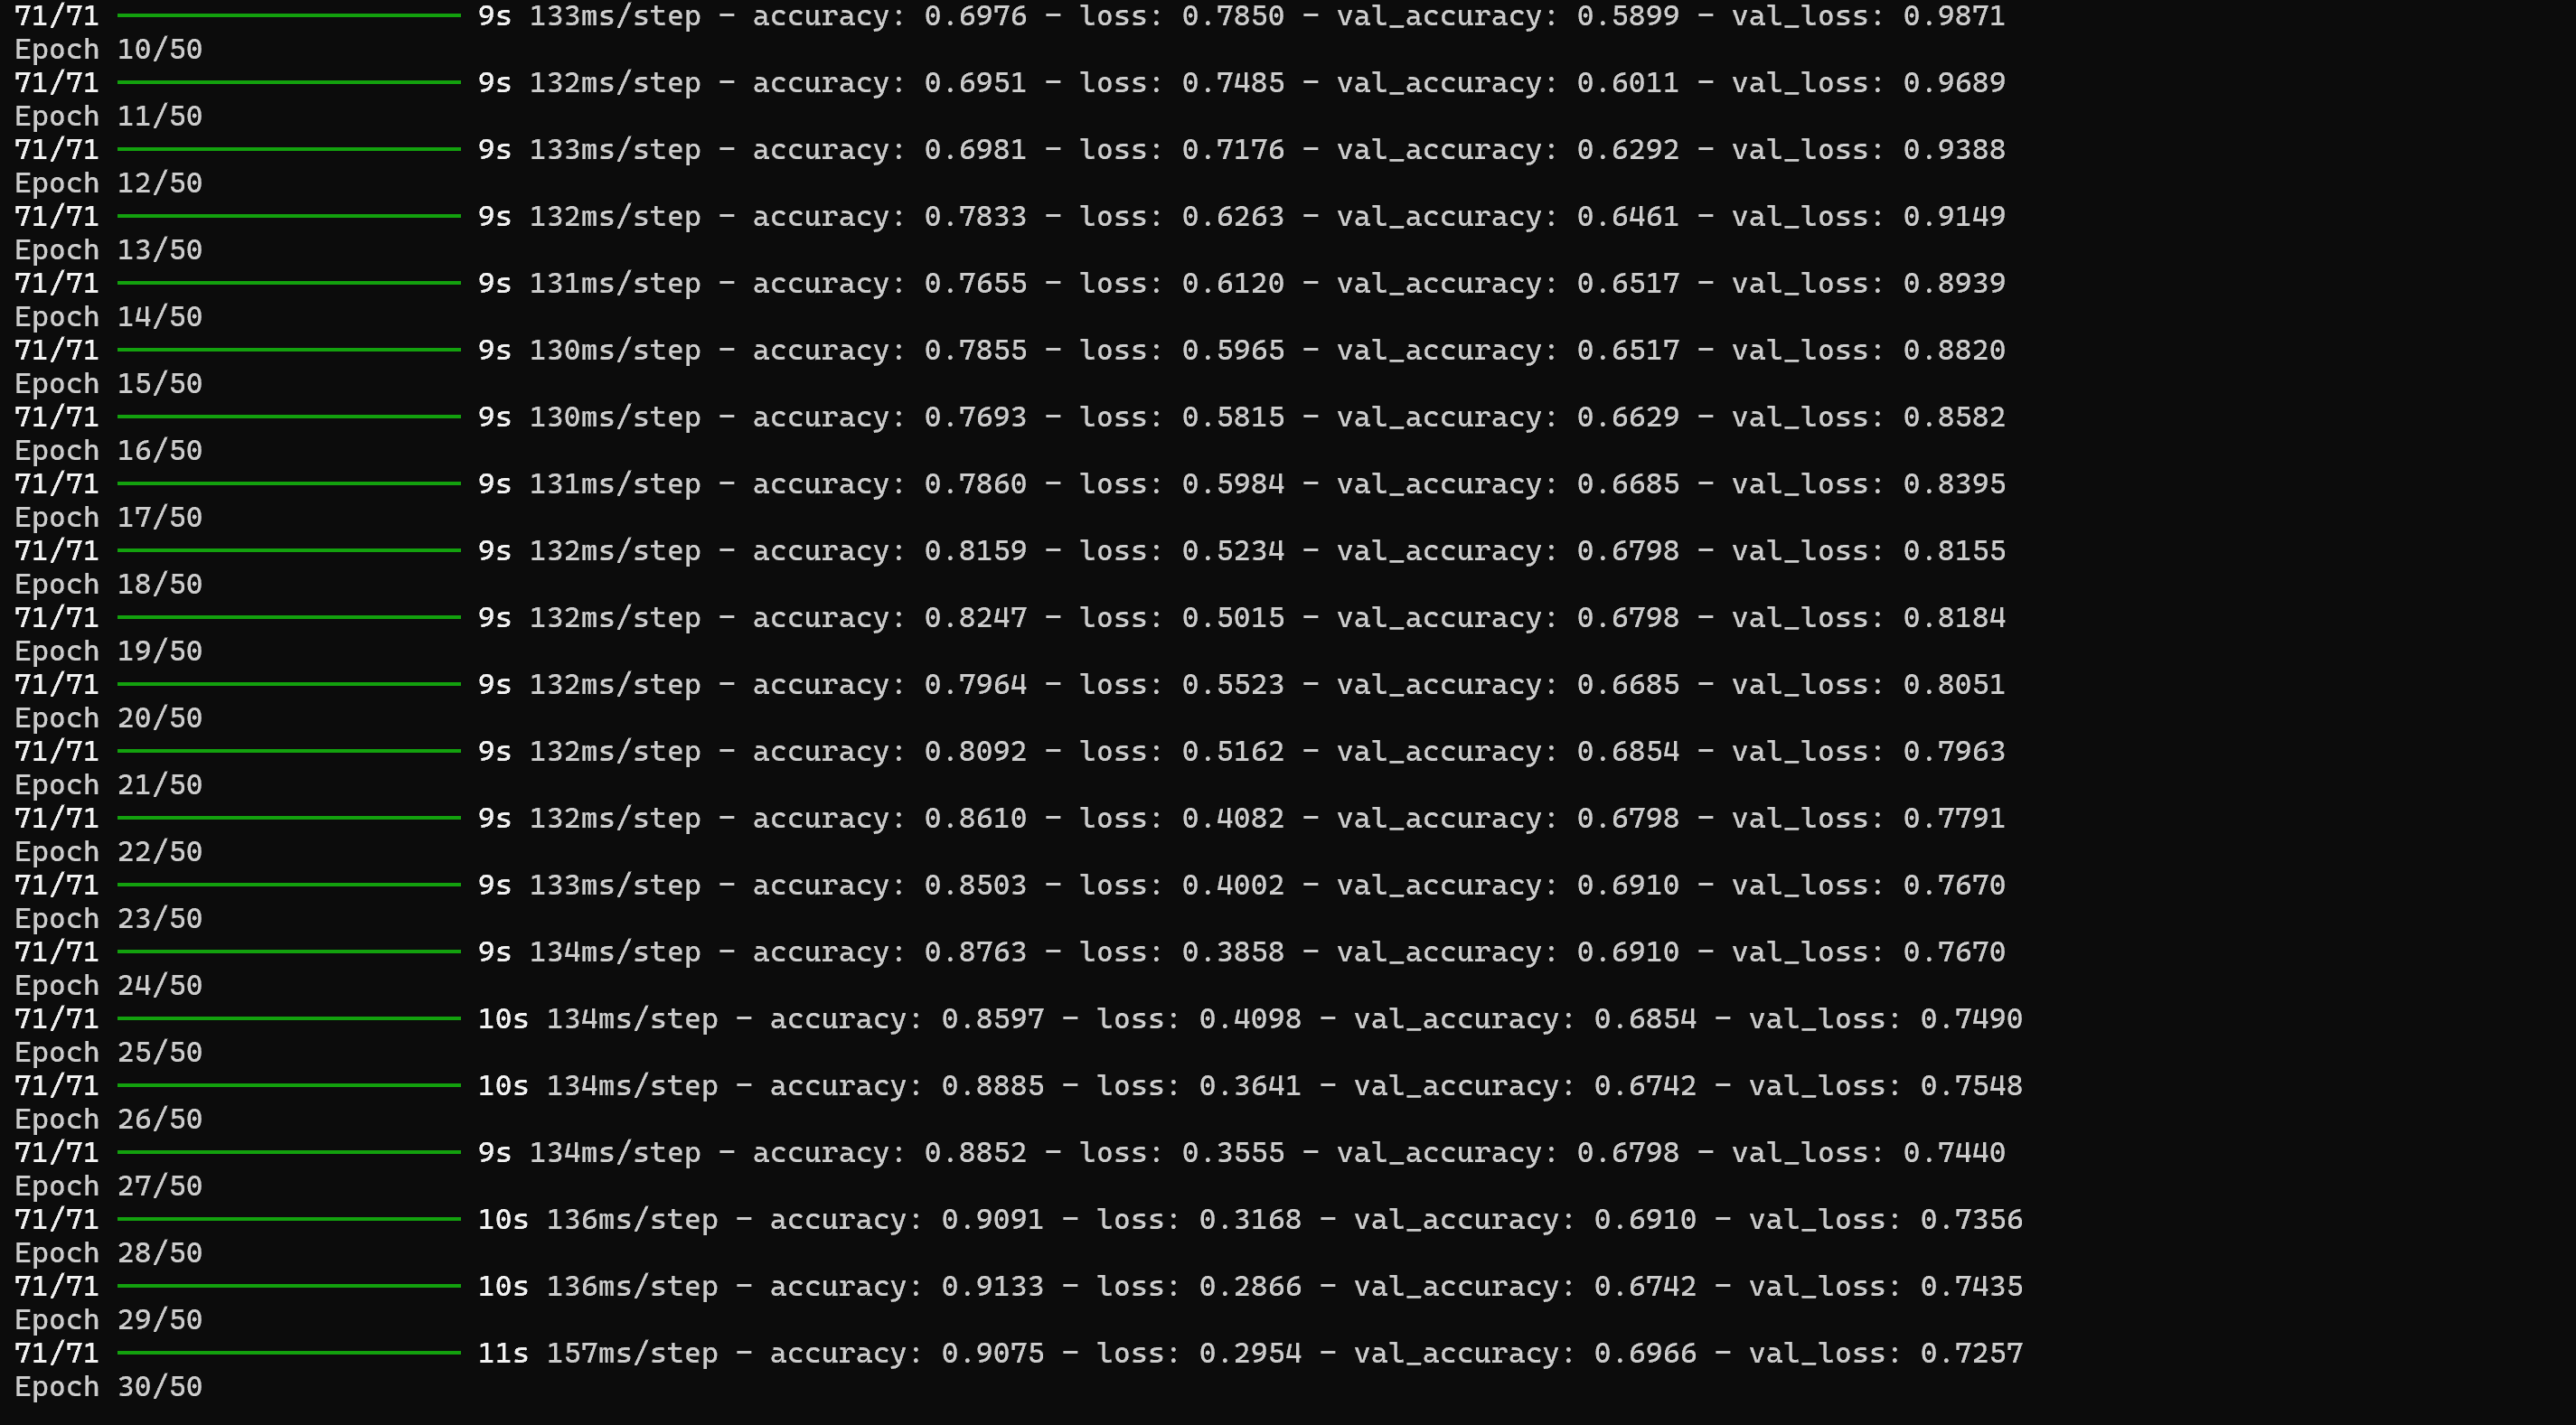 71/71 ━━━━━━━━━━━━━━━━━━━━ 9s 133ms/step - accuracy: 0.6976 - loss: 0.7850 - val_accuracy: 0.5899 - val_loss: 0.9871
Epoch 10/50
71/71 ━━━━━━━━━━━━━━━━━━━━ 9s 132ms/step - accuracy: 0.6951 - loss: 0.7485 - val_accuracy: 0.6011 - val_loss: 0.9689
Epoch 11/50
71/71 ━━━━━━━━━━━━━━━━━━━━ 9s 133ms/step - accuracy: 0.6981 - loss: 0.7176 - val_accuracy: 0.6292 - val_loss: 0.9388
Epoch 12/50
71/71 ━━━━━━━━━━━━━━━━━━━━ 9s 132ms/step - accuracy: 0.7833 - loss: 0.6263 - val_accuracy: 0.6461 - val_loss: 0.9149
Epoch 13/50
71/71 ━━━━━━━━━━━━━━━━━━━━ 9s 131ms/step - accuracy: 0.7655 - loss: 0.6120 - val_accuracy: 0.6517 - val_loss: 0.8939
Epoch 14/50
71/71 ━━━━━━━━━━━━━━━━━━━━ 9s 130ms/step - accuracy: 0.7855 - loss: 0.5965 - val_accuracy: 0.6517 - val_loss: 0.8820
Epoch 15/50
71/71 ━━━━━━━━━━━━━━━━━━━━ 9s 130ms/step - accuracy: 0.7693 - loss: 0.5815 - val_accuracy: 0.6629 - val_loss: 0.8582
Epoch 16/50
71/71 ━━━━━━━━━━━━━━━━━━━━ 9s 131ms/step - accuracy: 0.7860 - loss: 0.5984 - val_accuracy: 0.6685 - val_loss: 0.8395
Epoch 17/50
71/71 ━━━━━━━━━━━━━━━━━━━━ 9s 132ms/step - accuracy: 0.8159 - loss: 0.5234 - val_accuracy: 0.6798 - val_loss: 0.8155
Epoch 18/50
71/71 ━━━━━━━━━━━━━━━━━━━━ 9s 132ms/step - accuracy: 0.8247 - loss: 0.5015 - val_accuracy: 0.6798 - val_loss: 0.8184
Epoch 19/50
71/71 ━━━━━━━━━━━━━━━━━━━━ 9s 132ms/step - accuracy: 0.7964 - loss: 0.5523 - val_accuracy: 0.6685 - val_loss: 0.8051
Epoch 20/50
71/71 ━━━━━━━━━━━━━━━━━━━━ 9s 132ms/step - accuracy: 0.8092 - loss: 0.5162 - val_accuracy: 0.6854 - val_loss: 0.7963
Epoch 21/50
71/71 ━━━━━━━━━━━━━━━━━━━━ 9s 132ms/step - accuracy: 0.8610 - loss: 0.4082 - val_accuracy: 0.6798 - val_loss: 0.7791
Epoch 22/50
71/71 ━━━━━━━━━━━━━━━━━━━━ 9s 133ms/step - accuracy: 0.8503 - loss: 0.4002 - val_accuracy: 0.6910 - val_loss: 0.7670
Epoch 23/50
71/71 ━━━━━━━━━━━━━━━━━━━━ 9s 134ms/step - accuracy: 0.8763 - loss: 0.3858 - val_accuracy: 0.6910 - val_loss: 0.7670
Epoch 24/50
71/71 ━━━━━━━━━━━━━━━━━━━━ 10s 134ms/step - accuracy: 0.8597 - loss: 0.4098 - val_accuracy: 0.6854 - val_loss: 0.7490
Epoch 25/50
71/71 ━━━━━━━━━━━━━━━━━━━━ 10s 134ms/step - accuracy: 0.8885 - loss: 0.3641 - val_accuracy: 0.6742 - val_loss: 0.7548
Epoch 26/50
71/71 ━━━━━━━━━━━━━━━━━━━━ 9s 134ms/step - accuracy: 0.8852 - loss: 0.3555 - val_accuracy: 0.6798 - val_loss: 0.7440
Epoch 27/50
71/71 ━━━━━━━━━━━━━━━━━━━━ 10s 136ms/step - accuracy: 0.9091 - loss: 0.3168 - val_accuracy: 0.6910 - val_loss: 0.7356
Epoch 28/50
71/71 ━━━━━━━━━━━━━━━━━━━━ 10s 136ms/step - accuracy: 0.9133 - loss: 0.2866 - val_accuracy: 0.6742 - val_loss: 0.7435
Epoch 29/50
71/71 ━━━━━━━━━━━━━━━━━━━━ 11s 157ms/step - accuracy: 0.9075 - loss: 0.2954 - val_accuracy: 0.6966 - val_loss: 0.7257
Epoch 30/50